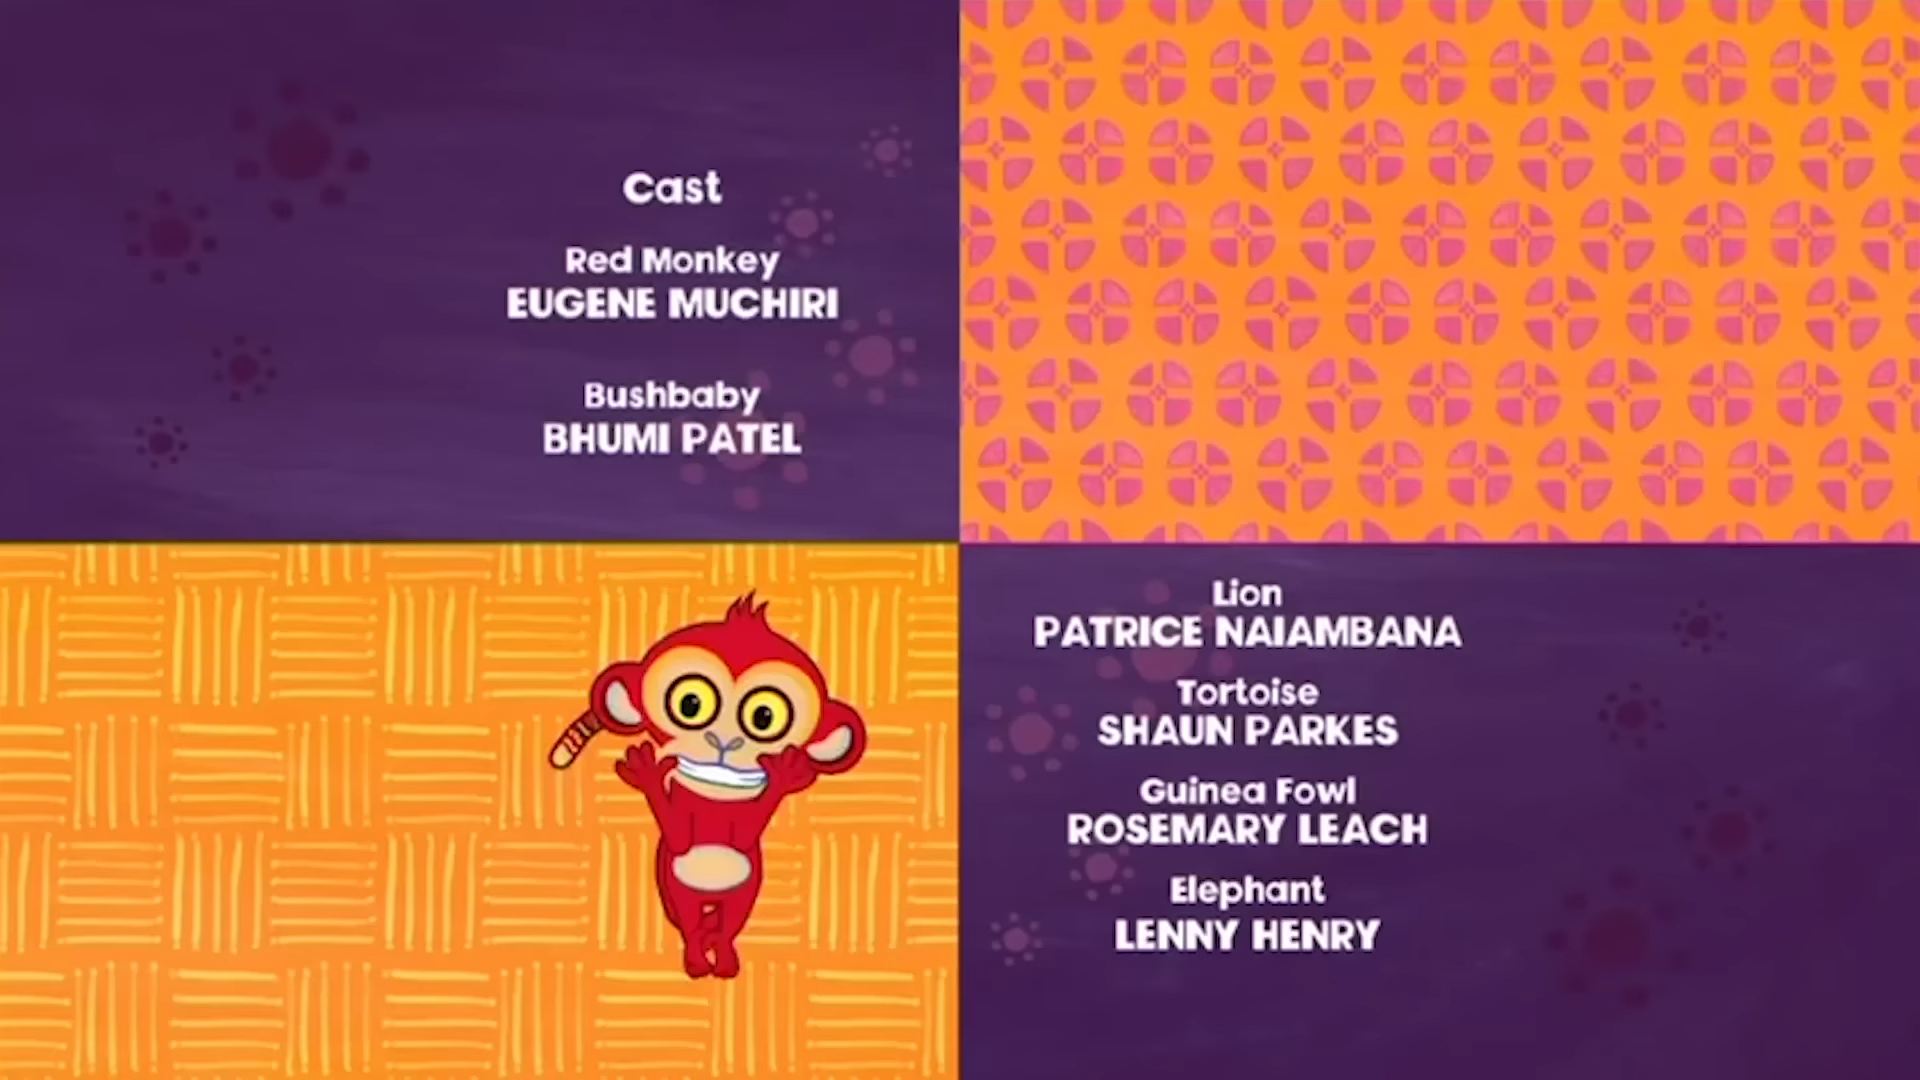 Cast
Red Monkey
EUGENE MUCHIRI
Bushbaby
BHUMI PATEL
Lion
PATRICE NAIAMBANA
Tortoise
SHAUN PARKES
Guinea Fowl
ROSEMARY LEACH
Elephant
LENNY HENRY